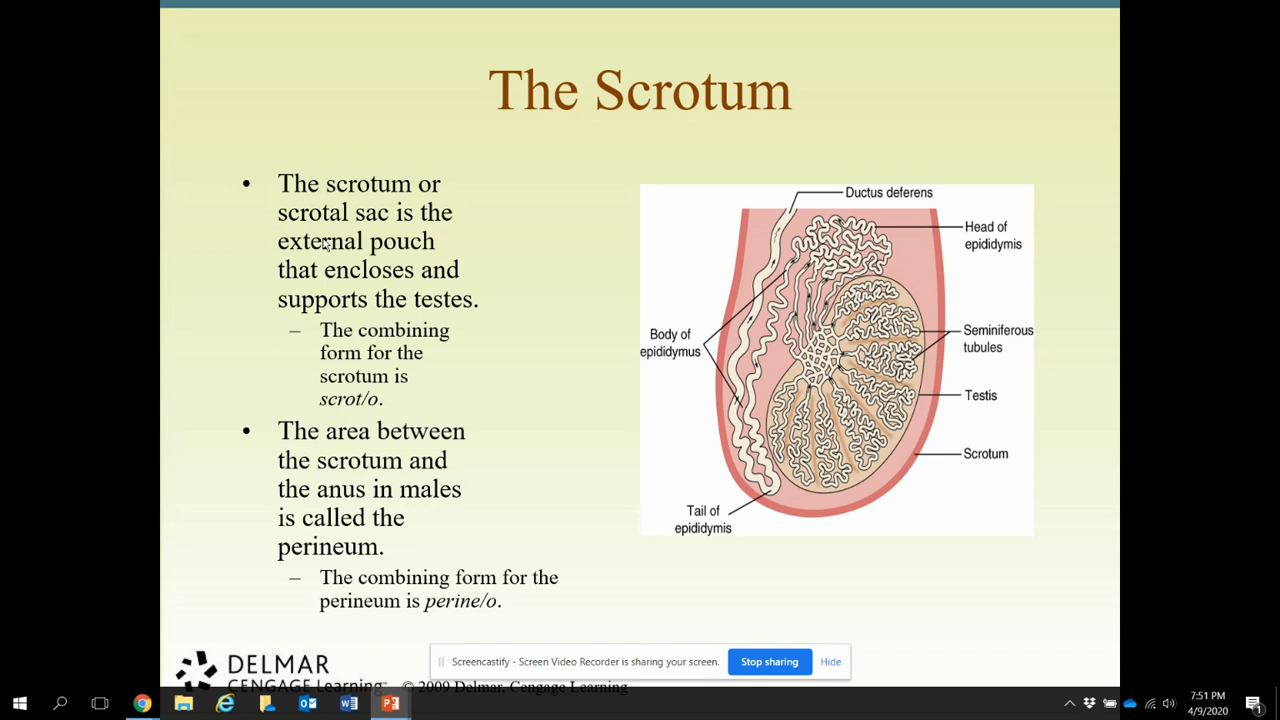 The Scrotum
• The scrotum or
scrotal sac is the
external pouch
that encloses and
supports the testes.
– The combining
form for the
scrotum is
scrot/o.
• The area between
the scrotum and
the anus in males
is called the
perineum.
– The combining form for the
perineum is perine/o.
Ductus deferens
Head of
epididymis
Body of
epididymus
Seminiferous
tubules
Testis
Scrotum
Tail of
epididymis
DELMAR
CENGAGE Learning
© 2009 Delmar, Cengage Learning
Screencastify - Screen Video Recorder is sharing your screen.
Stop sharing
Hide
7:51 PM
4/9/2020